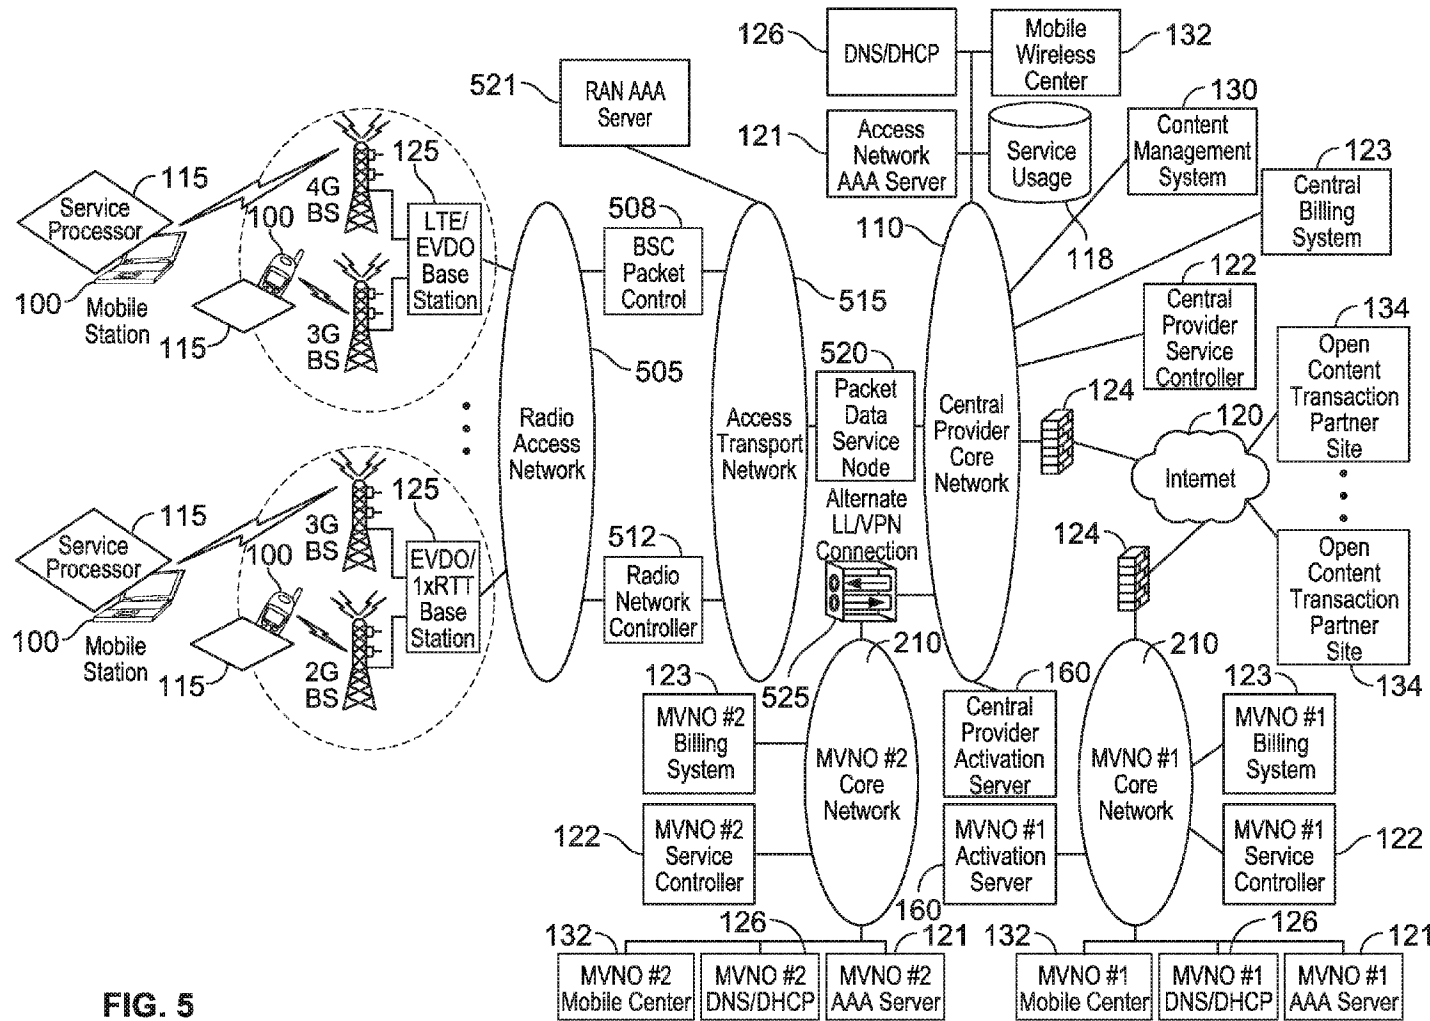 126
DNS/DHCP
Mobile
Wireless
Center
132
521
RAN AAA
Server
121
Access
Network
AAA Server
Service
Usage
118
130
Content
Management
System
123
Central
Billing
System
115
Service
Processor
100
Mobile
Station
4G
BS
100
115
3G
BS
125
LTE/
EVDO
Base
Station
508
BSC
Packet
Control
110
515
505
122
Central
Provider
Service
Controller
134
Open
Content
Transaction
Partner
Site
520
Packet
Data
Service
Node
124
120
Internet
Radio
Access
Network
Access
Transport
Network
Central
Provider
Core
Network
Alternate
LL/VPN
Connection
525
115
Service
Processor
100
Mobile
Station
3G
BS
100
115
2G
BS
125
EVDO/
1xRTT
Base
Station
512
Radio
Network
Controller
124
Open
Content
Transaction
Partner
Site
134
210
MVNO #2
Core
Network
160
Central
Provider
Activation
Server
210
MVNO #1
Core
Network
123
MVNO #2
Billing
System
123
MVNO #1
Billing
System
122
MVNO #2
Service
Controller
MVNO #1
Activation
Server
160
MVNO #1
Service
Controller
122
132
MVNO #2
Mobile Center
126
MVNO #2
DNS/DHCP
121
MVNO #2
AAA Server
132
MVNO #1
Mobile Center
126
MVNO #1
DNS/DHCP
121
MVNO #1
AAA Server
FIG. 5